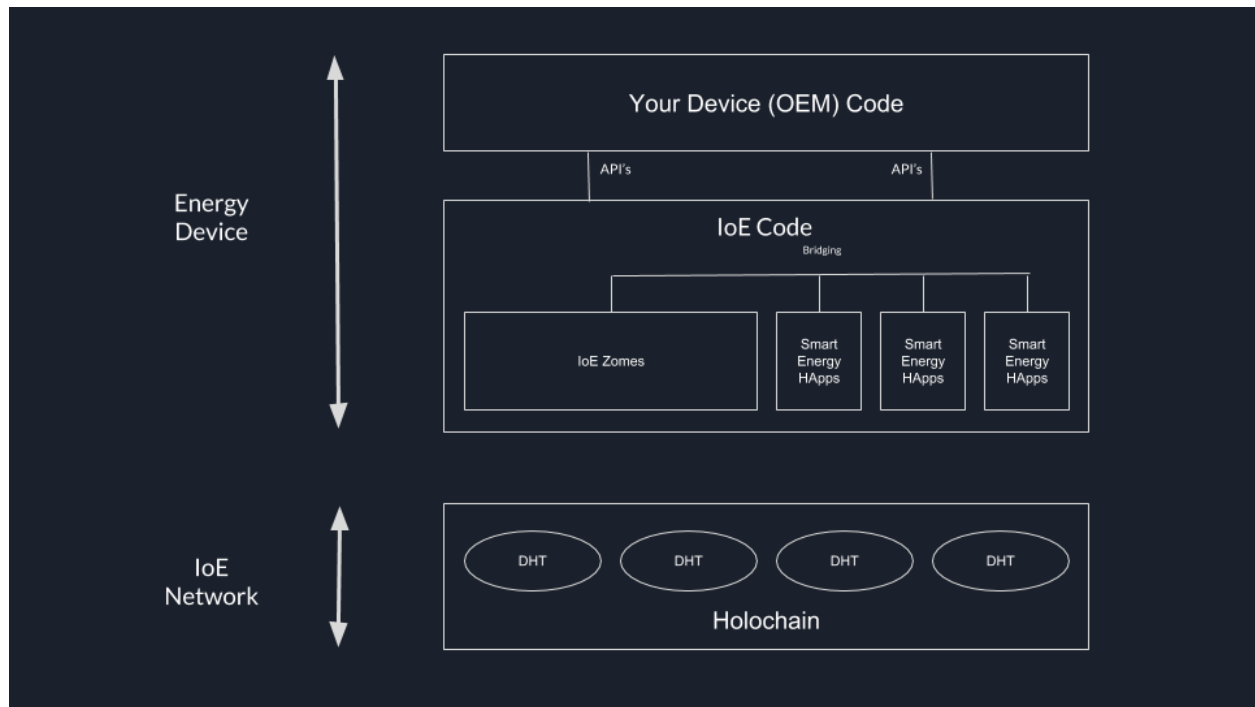 Your Device (OEM) Code
API's
API's
Energy
Device
IoE Code
Bridging
IoE Zomes
Smart
Energy
HApps
Smart
Energy
HApps
Smart
Energy
HApps
IoE
Network
DHT
DHT
DHT
DHT
Holochain